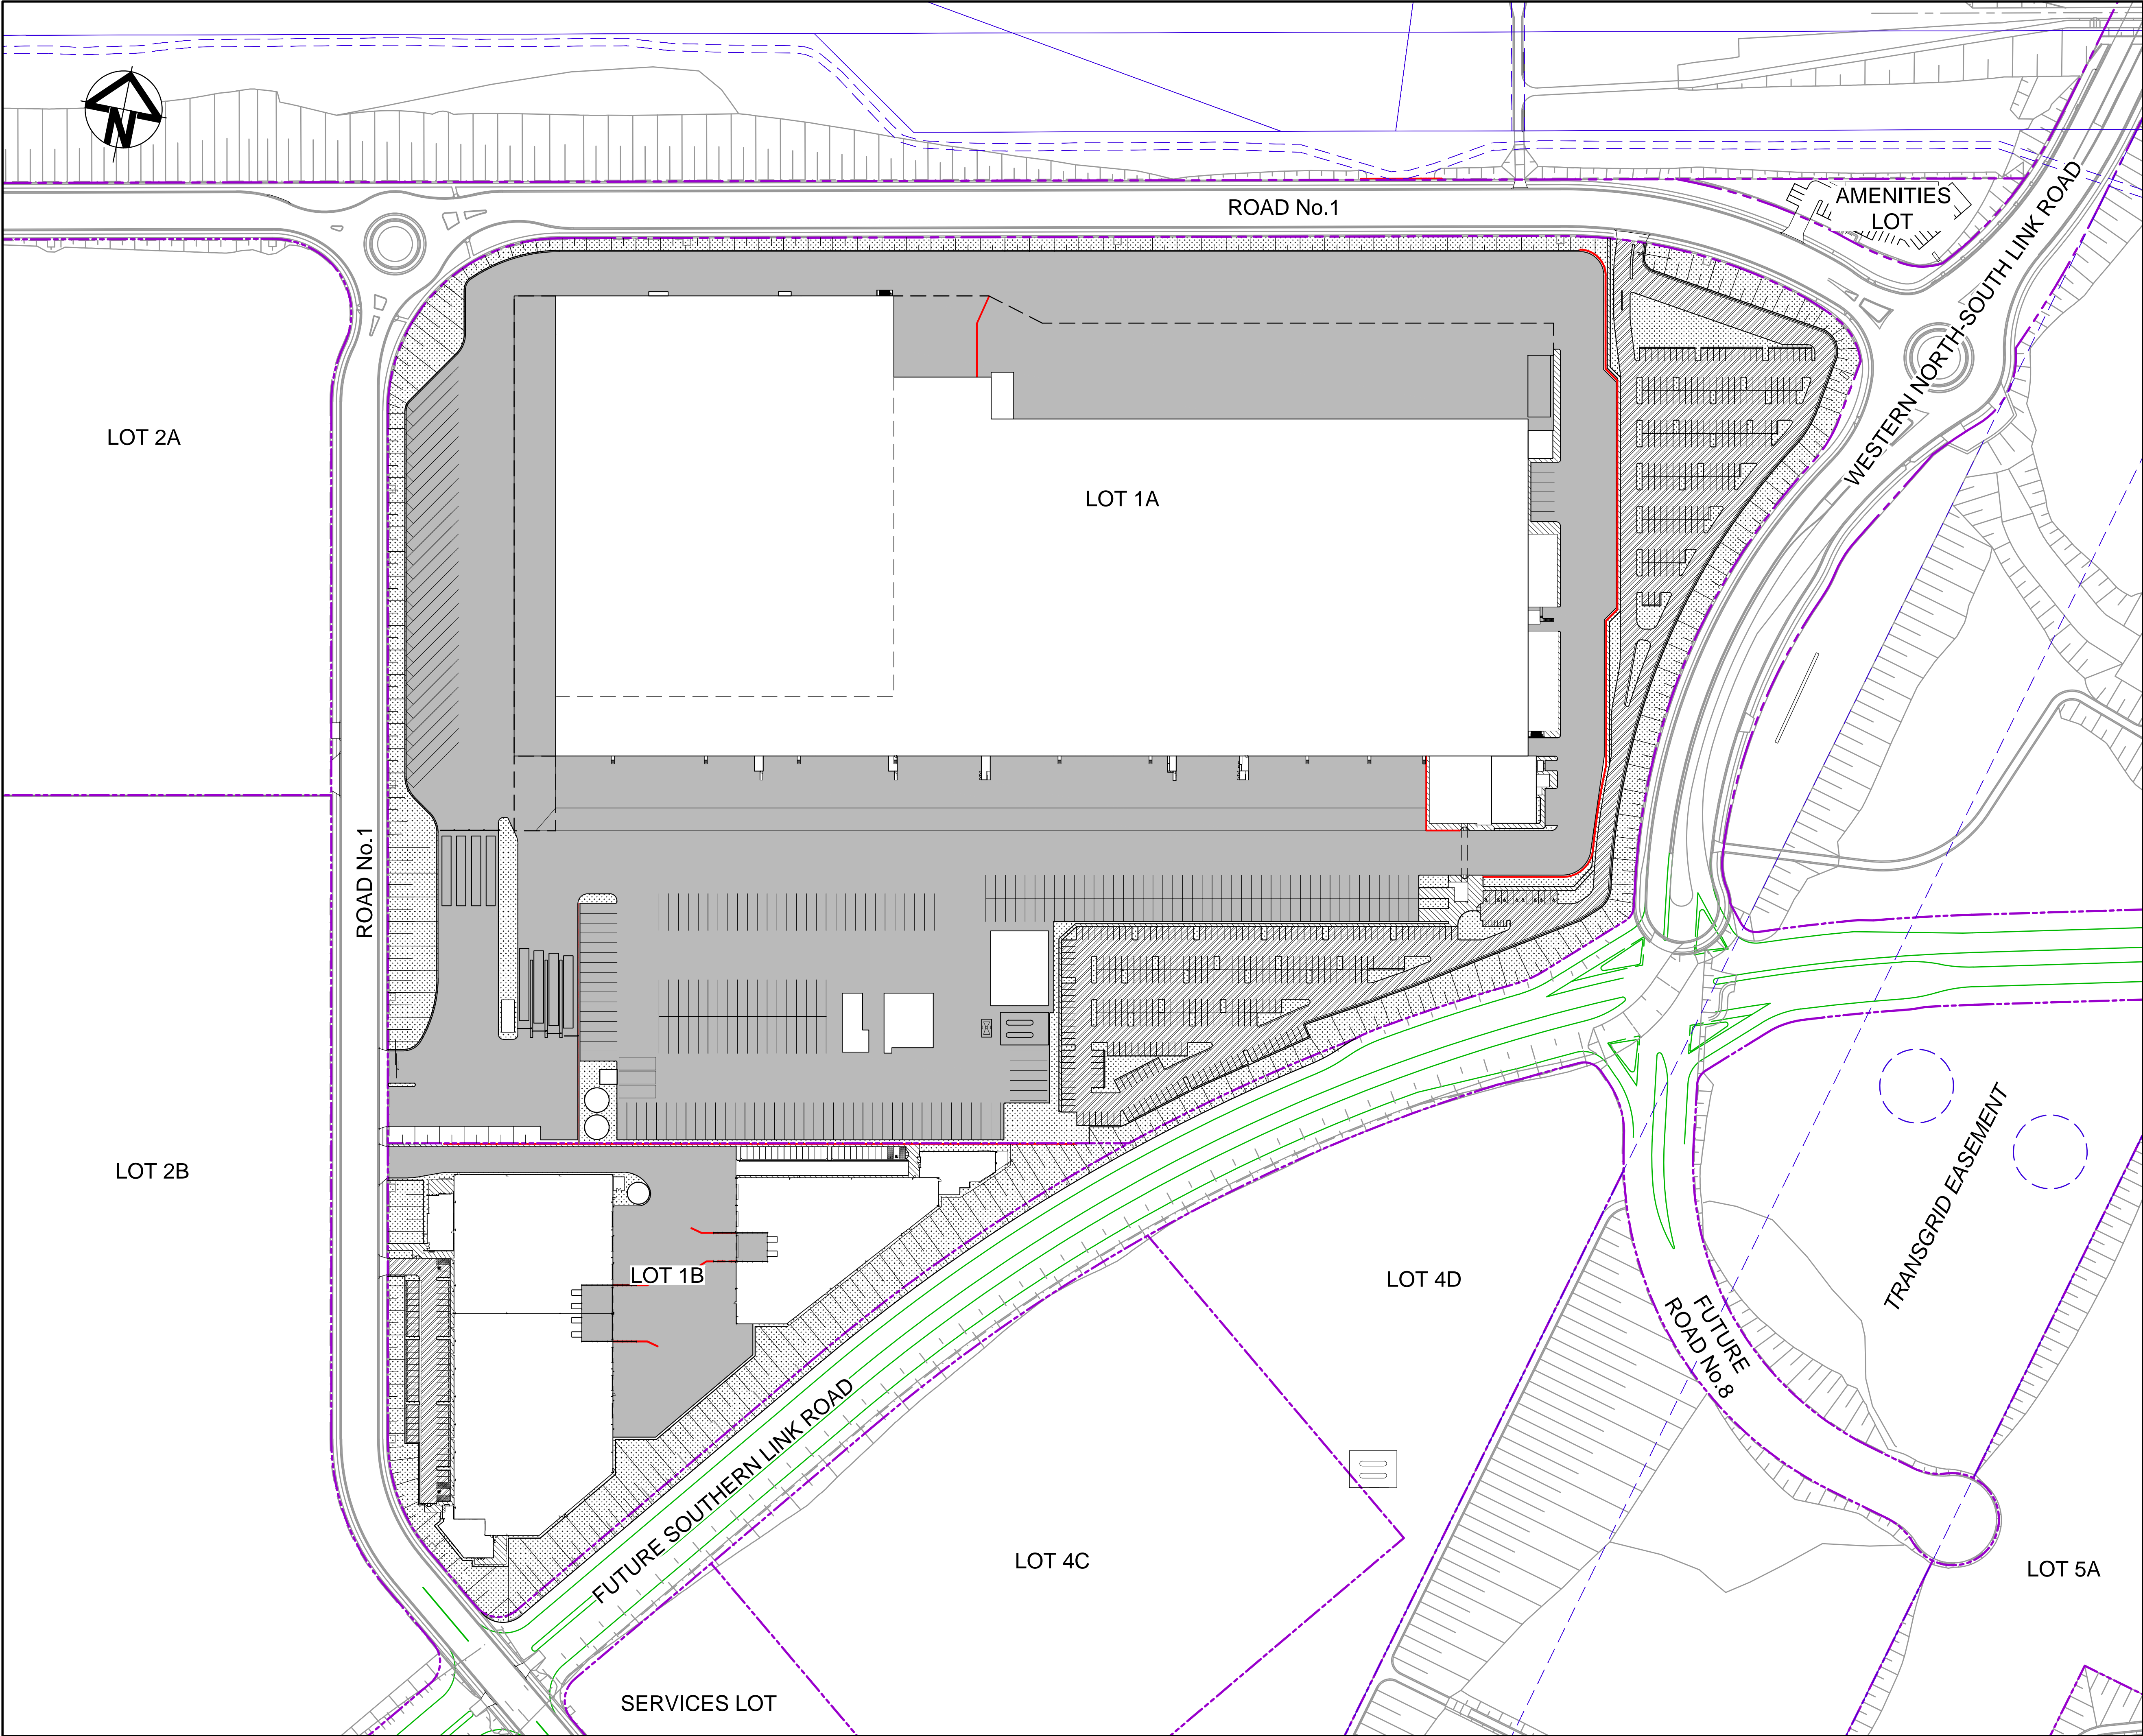 N
ROAD No.1
AMENITIES
LOT
WESTERN NORTH-SOUTH LINK ROAD
LOT 2A
LOT 1A
ROAD No.1
LOT 2B
LOT 1B
LOT 4D
TRANSGRID EASEMENT
FUTURE
ROAD No.8
FUTURE SOUTHERN LINK ROAD
LOT 4C
LOT 5A
SERVICES LOT